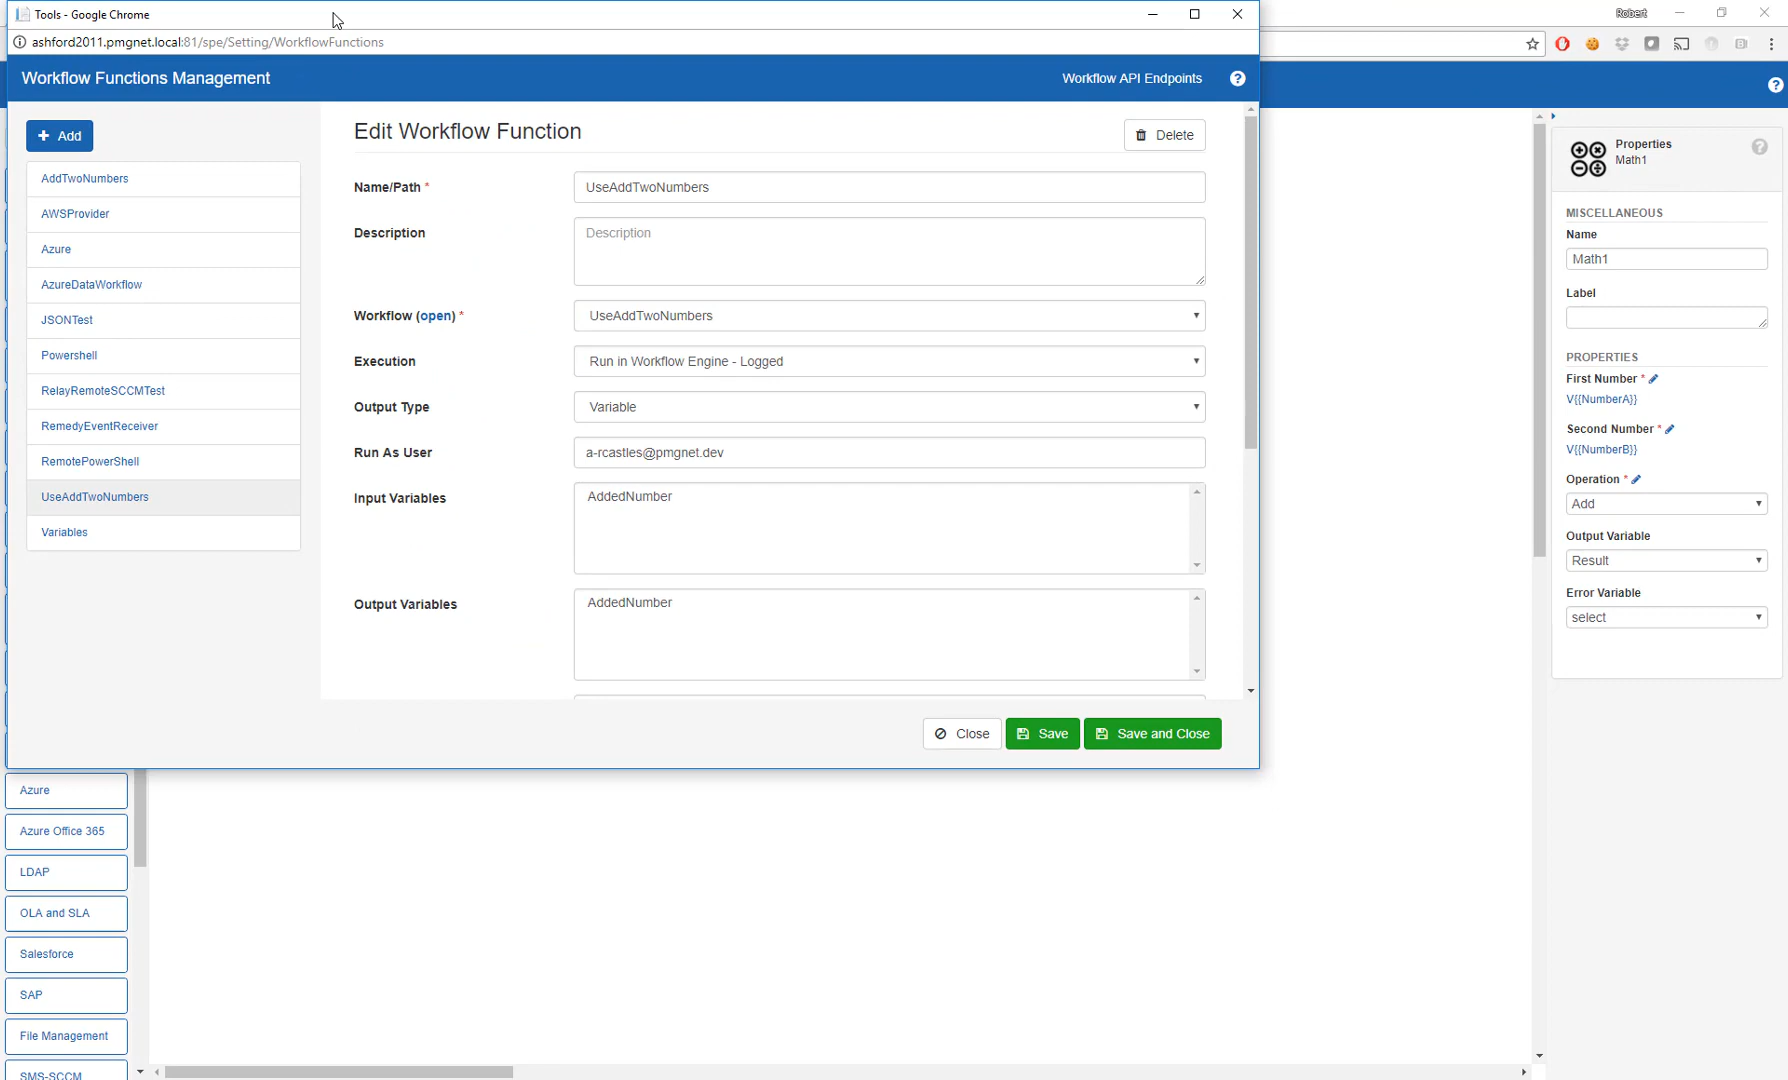 Tools - Google Chrome
Robert
ashford2011.pmgnet.local:81/spe/Setting/WorkflowFunctions
Workflow Functions Management
Workflow API Endpoints
Add
AddTwoNumbers
AWSProvider
Azure
AzureDataWorkflow
JSONTest
Powershell
RelayRemoteSCCMTest
RemedyEventReceiver
RemotePowerShell
UseAddTwoNumbers
Variables
Edit Workflow Function
Delete
Name/Path *
UseAddTwoNumbers
Description
Description
Workflow (open) *
UseAddTwoNumbers
Execution
Run in Workflow Engine - Logged
Output Type
Variable
Run As User
a-rcastles@pmgnet.dev
Input Variables
AddedNumber
Output Variables
AddedNumber
Close
Save
Save and Close
Azure
Azure Office 365
LDAP
OLA and SLA
Salesforce
SAP
File Management
SMS-SCCM
Properties
Math1
MISCELLANEOUS
Name
Math1
Label
PROPERTIES
First Number *
V{{NumberA}}
Second Number *
V{{NumberB}}
Operation *
Add
Output Variable
Result
Error Variable
select